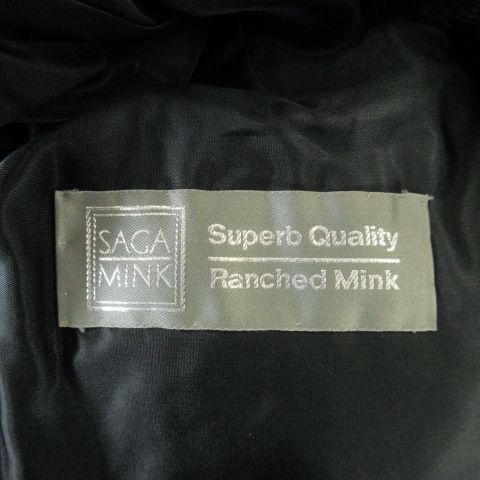 SAGA
MINK
Superb Quality
Ranched Mink